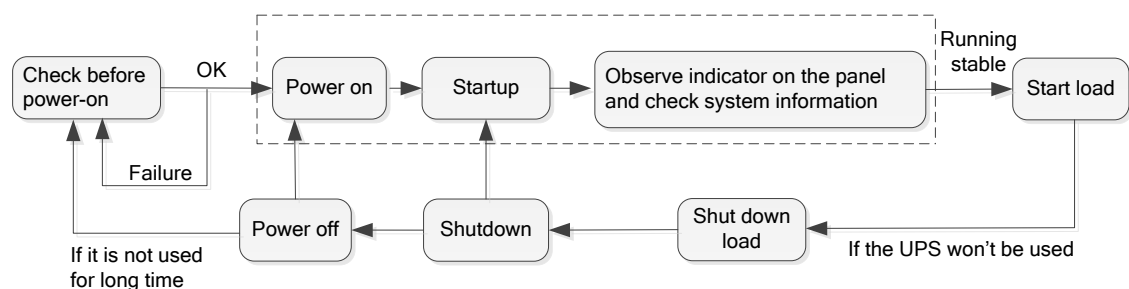 Check before
power-on
OK
Failure
Power on
Startup
Observe indicator on the panel
and check system information
Running
stable
Start load
If the UPS won’t be used
Shut down
load
Shutdown
Power off
If it is not used
for long time